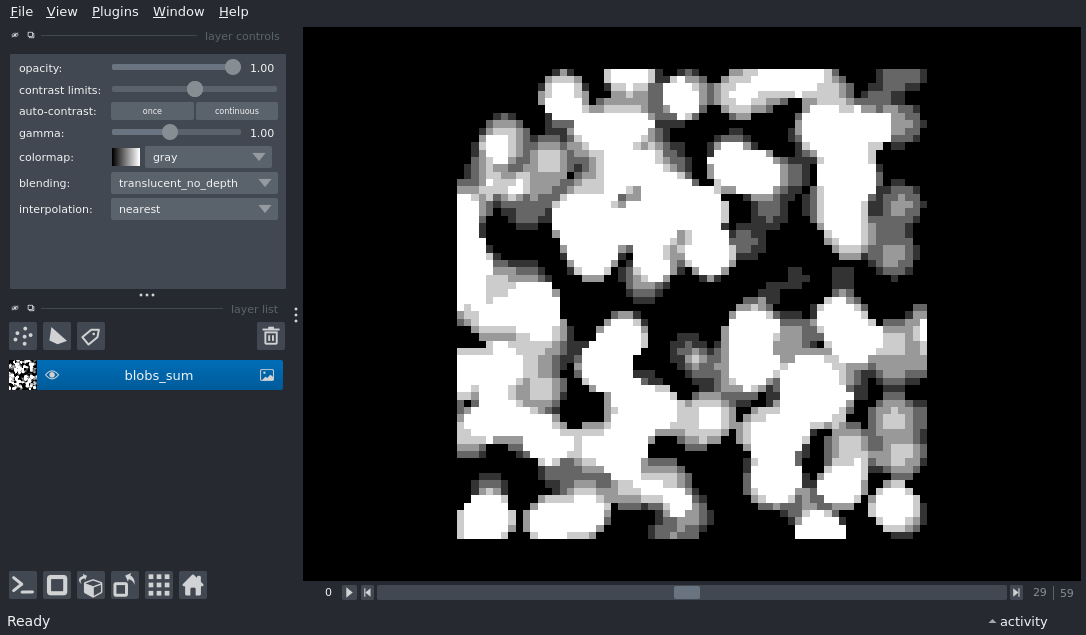 File View Plugins Window Help
layer controls
opacity: 1.00
contrast limits:
auto-contrast: once continuous
gamma: 1.00
colormap: gray
blending: translucent_no_depth
interpolation: nearest
layer list
blobs_sum
0 29 59
Ready activity